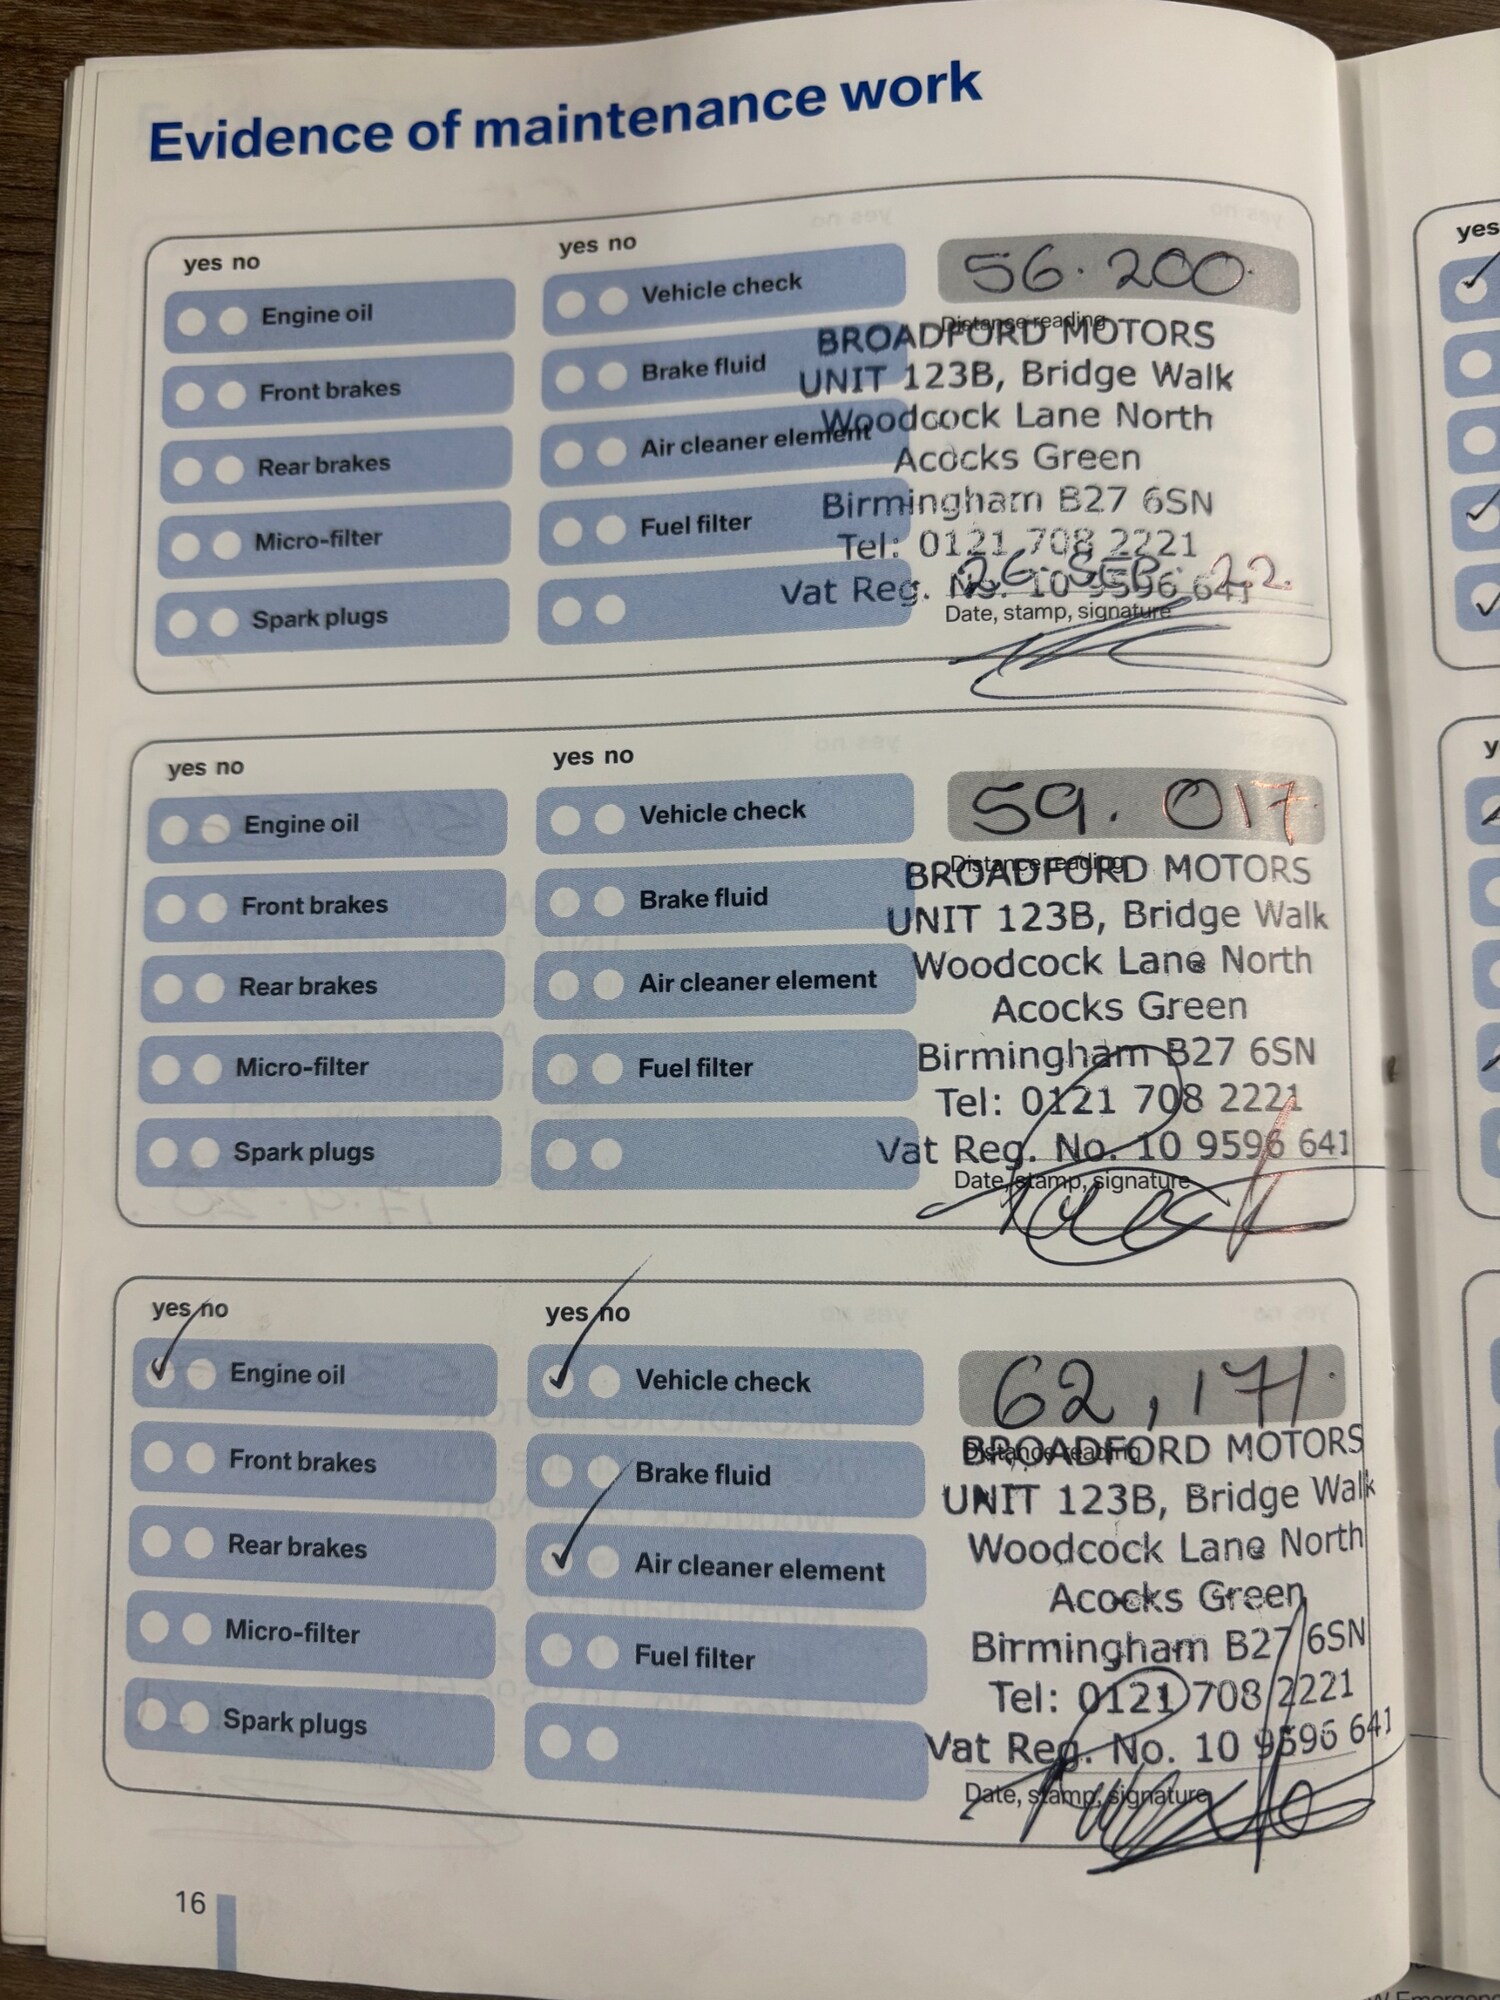 Evidence of maintenance work
yes no
Engine oil
Front brakes
Rear brakes
Micro-filter
Spark plugs
yes no
Vehicle check
Brake fluid
Air cleaner element
Fuel filter
56.200
Distance reading
BROADFORD MOTORS
UNIT 123B, Bridge Walk
Woodcock Lane North
Acocks Green
Birmingham B27 6SN
Tel: 0121 708 2221
Vat Reg. No. 10 9596 641
26. SEP. 22.
Date, stamp, signature
yes no
Engine oil
Front brakes
Rear brakes
Micro-filter
Spark plugs
yes no
Vehicle check
Brake fluid
Air cleaner element
Fuel filter
59.017
Distance reading
BROADFORD MOTORS
UNIT 123B, Bridge Walk
Woodcock Lane North
Acocks Green
Birmingham B27 6SN
Tel: 0121 708 2221
Vat Reg. No. 10 9596 641
Date, stamp, signature
yes no
Engine oil
Front brakes
Rear brakes
Micro-filter
Spark plugs
yes no
Vehicle check
Brake fluid
Air cleaner element
Fuel filter
62,171.
Distance reading
BROADFORD MOTORS
UNIT 123B, Bridge Walk
Woodcock Lane North
Acocks Green
Birmingham B27 6SN
Tel: 0121 708 2221
Vat Reg. No. 10 9596 641
Date, stamp, signature
16
yes